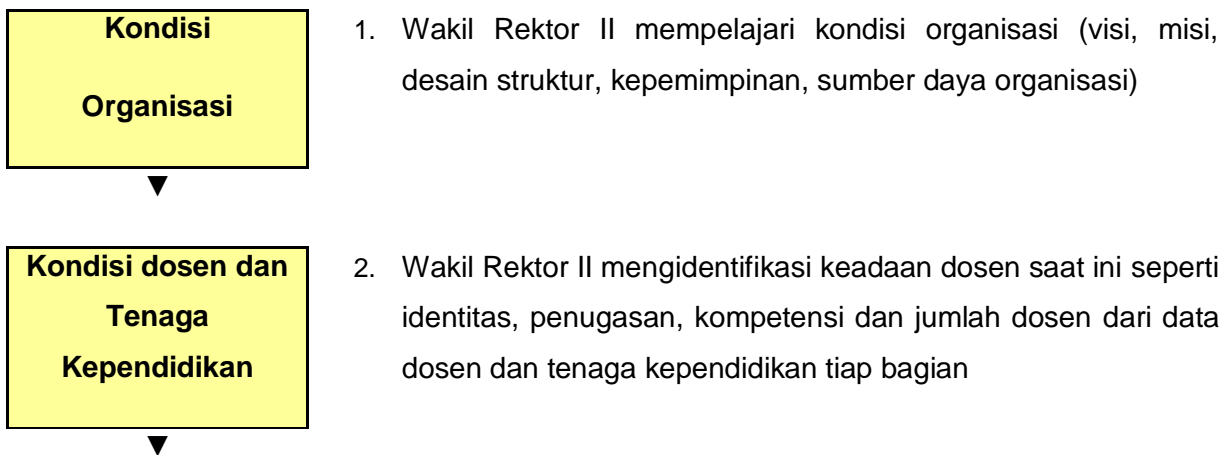 Kondisi
Organisasi
1. Wakil Rektor II mempelajari kondisi organisasi (visi, misi,
desain struktur, kepemimpinan, sumber daya organisasi)
▼
Kondisi dosen dan
Tenaga
Kependidikan
2. Wakil Rektor II mengidentifikasi keadaan dosen saat ini seperti
identitas, penugasan, kompetensi dan jumlah dosen dari data
dosen dan tenaga kependidikan tiap bagian
▼